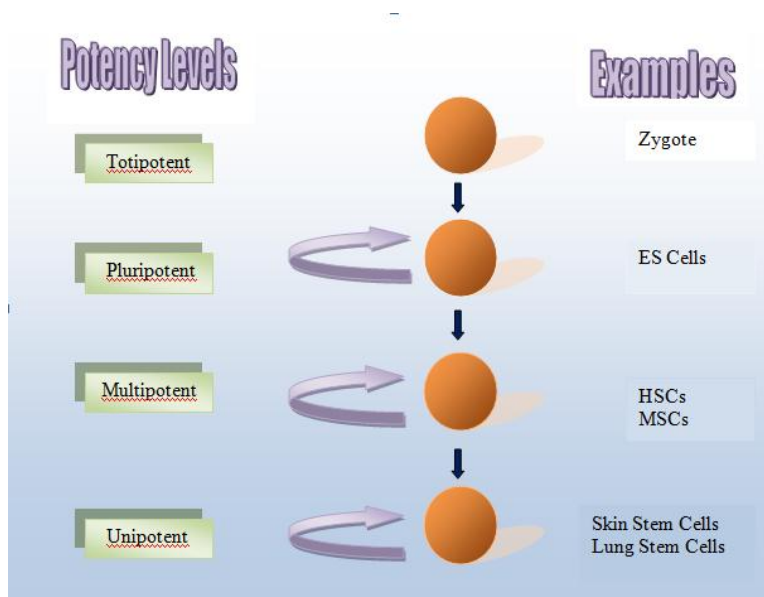 Potency Levels
Examples
Totipotent
Zygote
Pluripotent
ES Cells
Multipotent
HSCs
MSCs
Unipotent
Skin Stem Cells
Lung Stem Cells